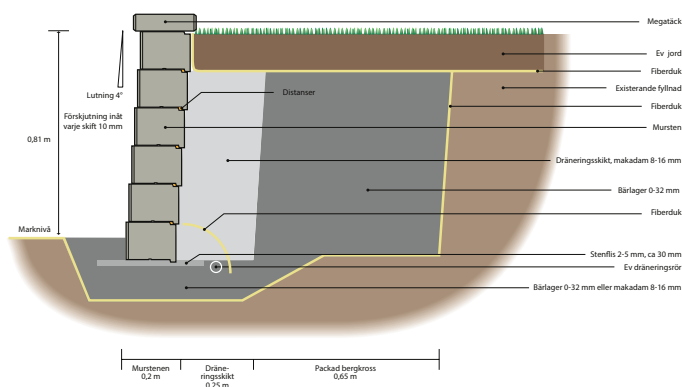 Megatäck
Ev jord
Fiberduk
Lutning 4°
Distanser
Existerande fyllnad
Fiberduk
Förskjutning inåt
varje skift 10 mm
Mursten
0,81 m
Dräneringsskikt, makadam 8-16 mm
Bärlager 0-32 mm
Fiberduk
Marknivå
Stenflis 2-5 mm, ca 30 mm
Ev dräneringsrör
Bärlager 0-32 mm eller makadam 8-16 mm
Murstenen
0,2 m
Dräne-
ringsskikt
0,25 m
Packad bergkross
0,65 m